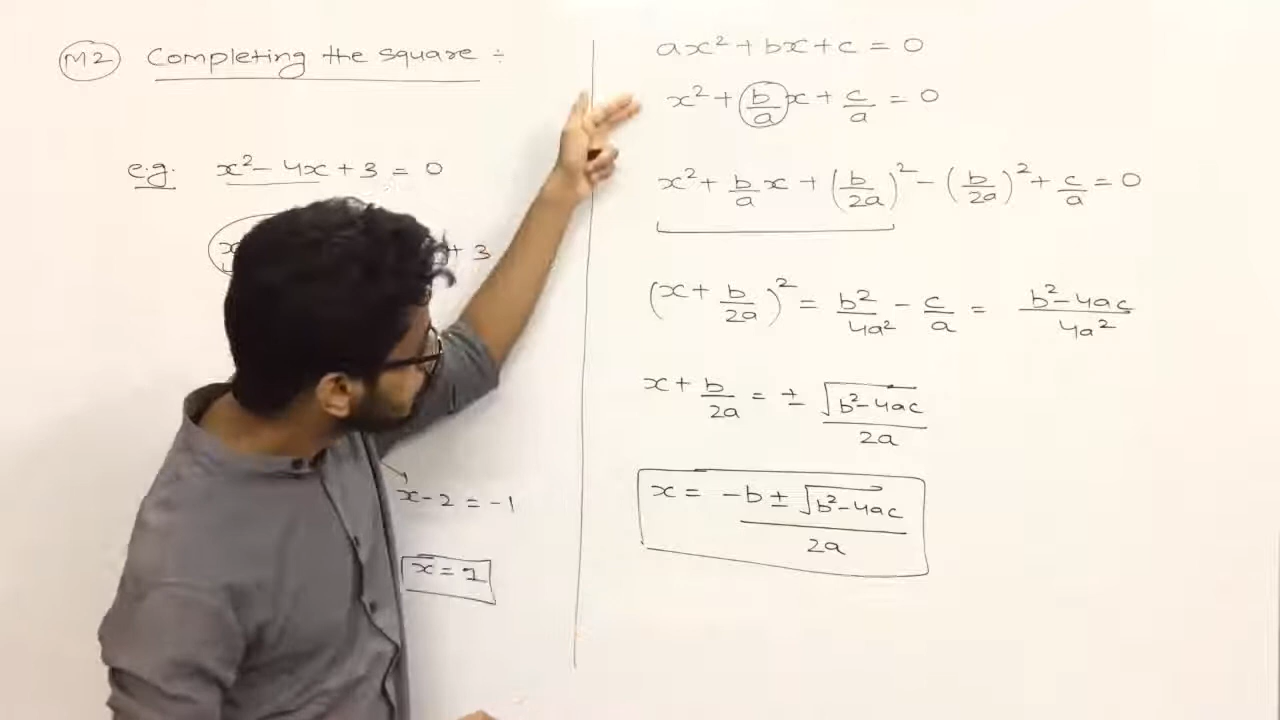 M2 Completing the square ÷
e.g. x² - 4x + 3 = 0
x + 3
x - 2 = -1
x = 1
ax² + bx + c = 0
x² + b/a x + c/a = 0
x² + b/a x + (b/2a)² - (b/2a)² + c/a = 0
(x + b/2a)² = b²/4a² - c/a = b² - 4ac/4a²
x + b/2a = ± √b² - 4ac/2a
x = -b ± √b² - 4ac/2a